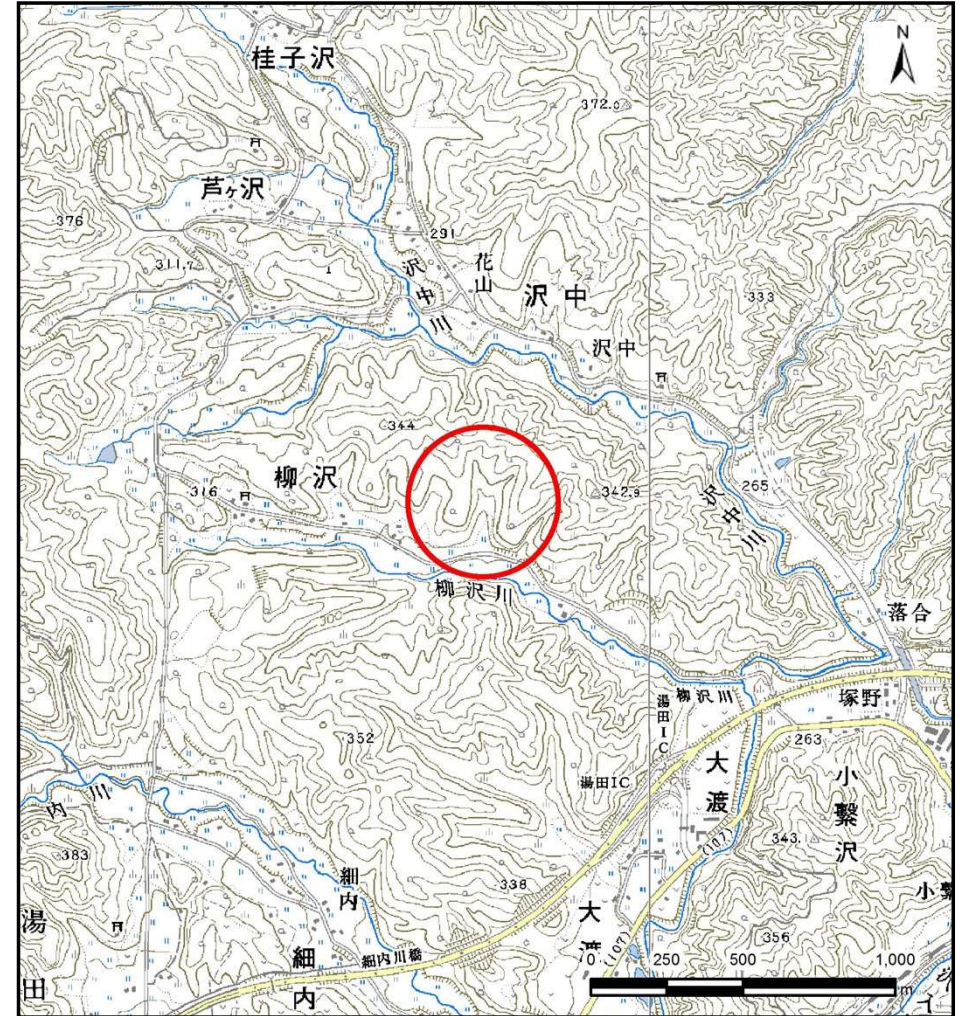 桂子沢
N
372.
芦ヶ沢
376
291
311.7
花山
沢中川
沢中
333
沢中
344
柳沢
316
342.9
265
沢中川
柳沢川
落合
柳沢川
塚野
湯田IC
352
263
湯田IC
大渡
小繋沢
内川
343.
383
細内
338
小繋
湯田
大渡
細内
細内川橋
(107)
(107)
356
0 250 500 1,000
m